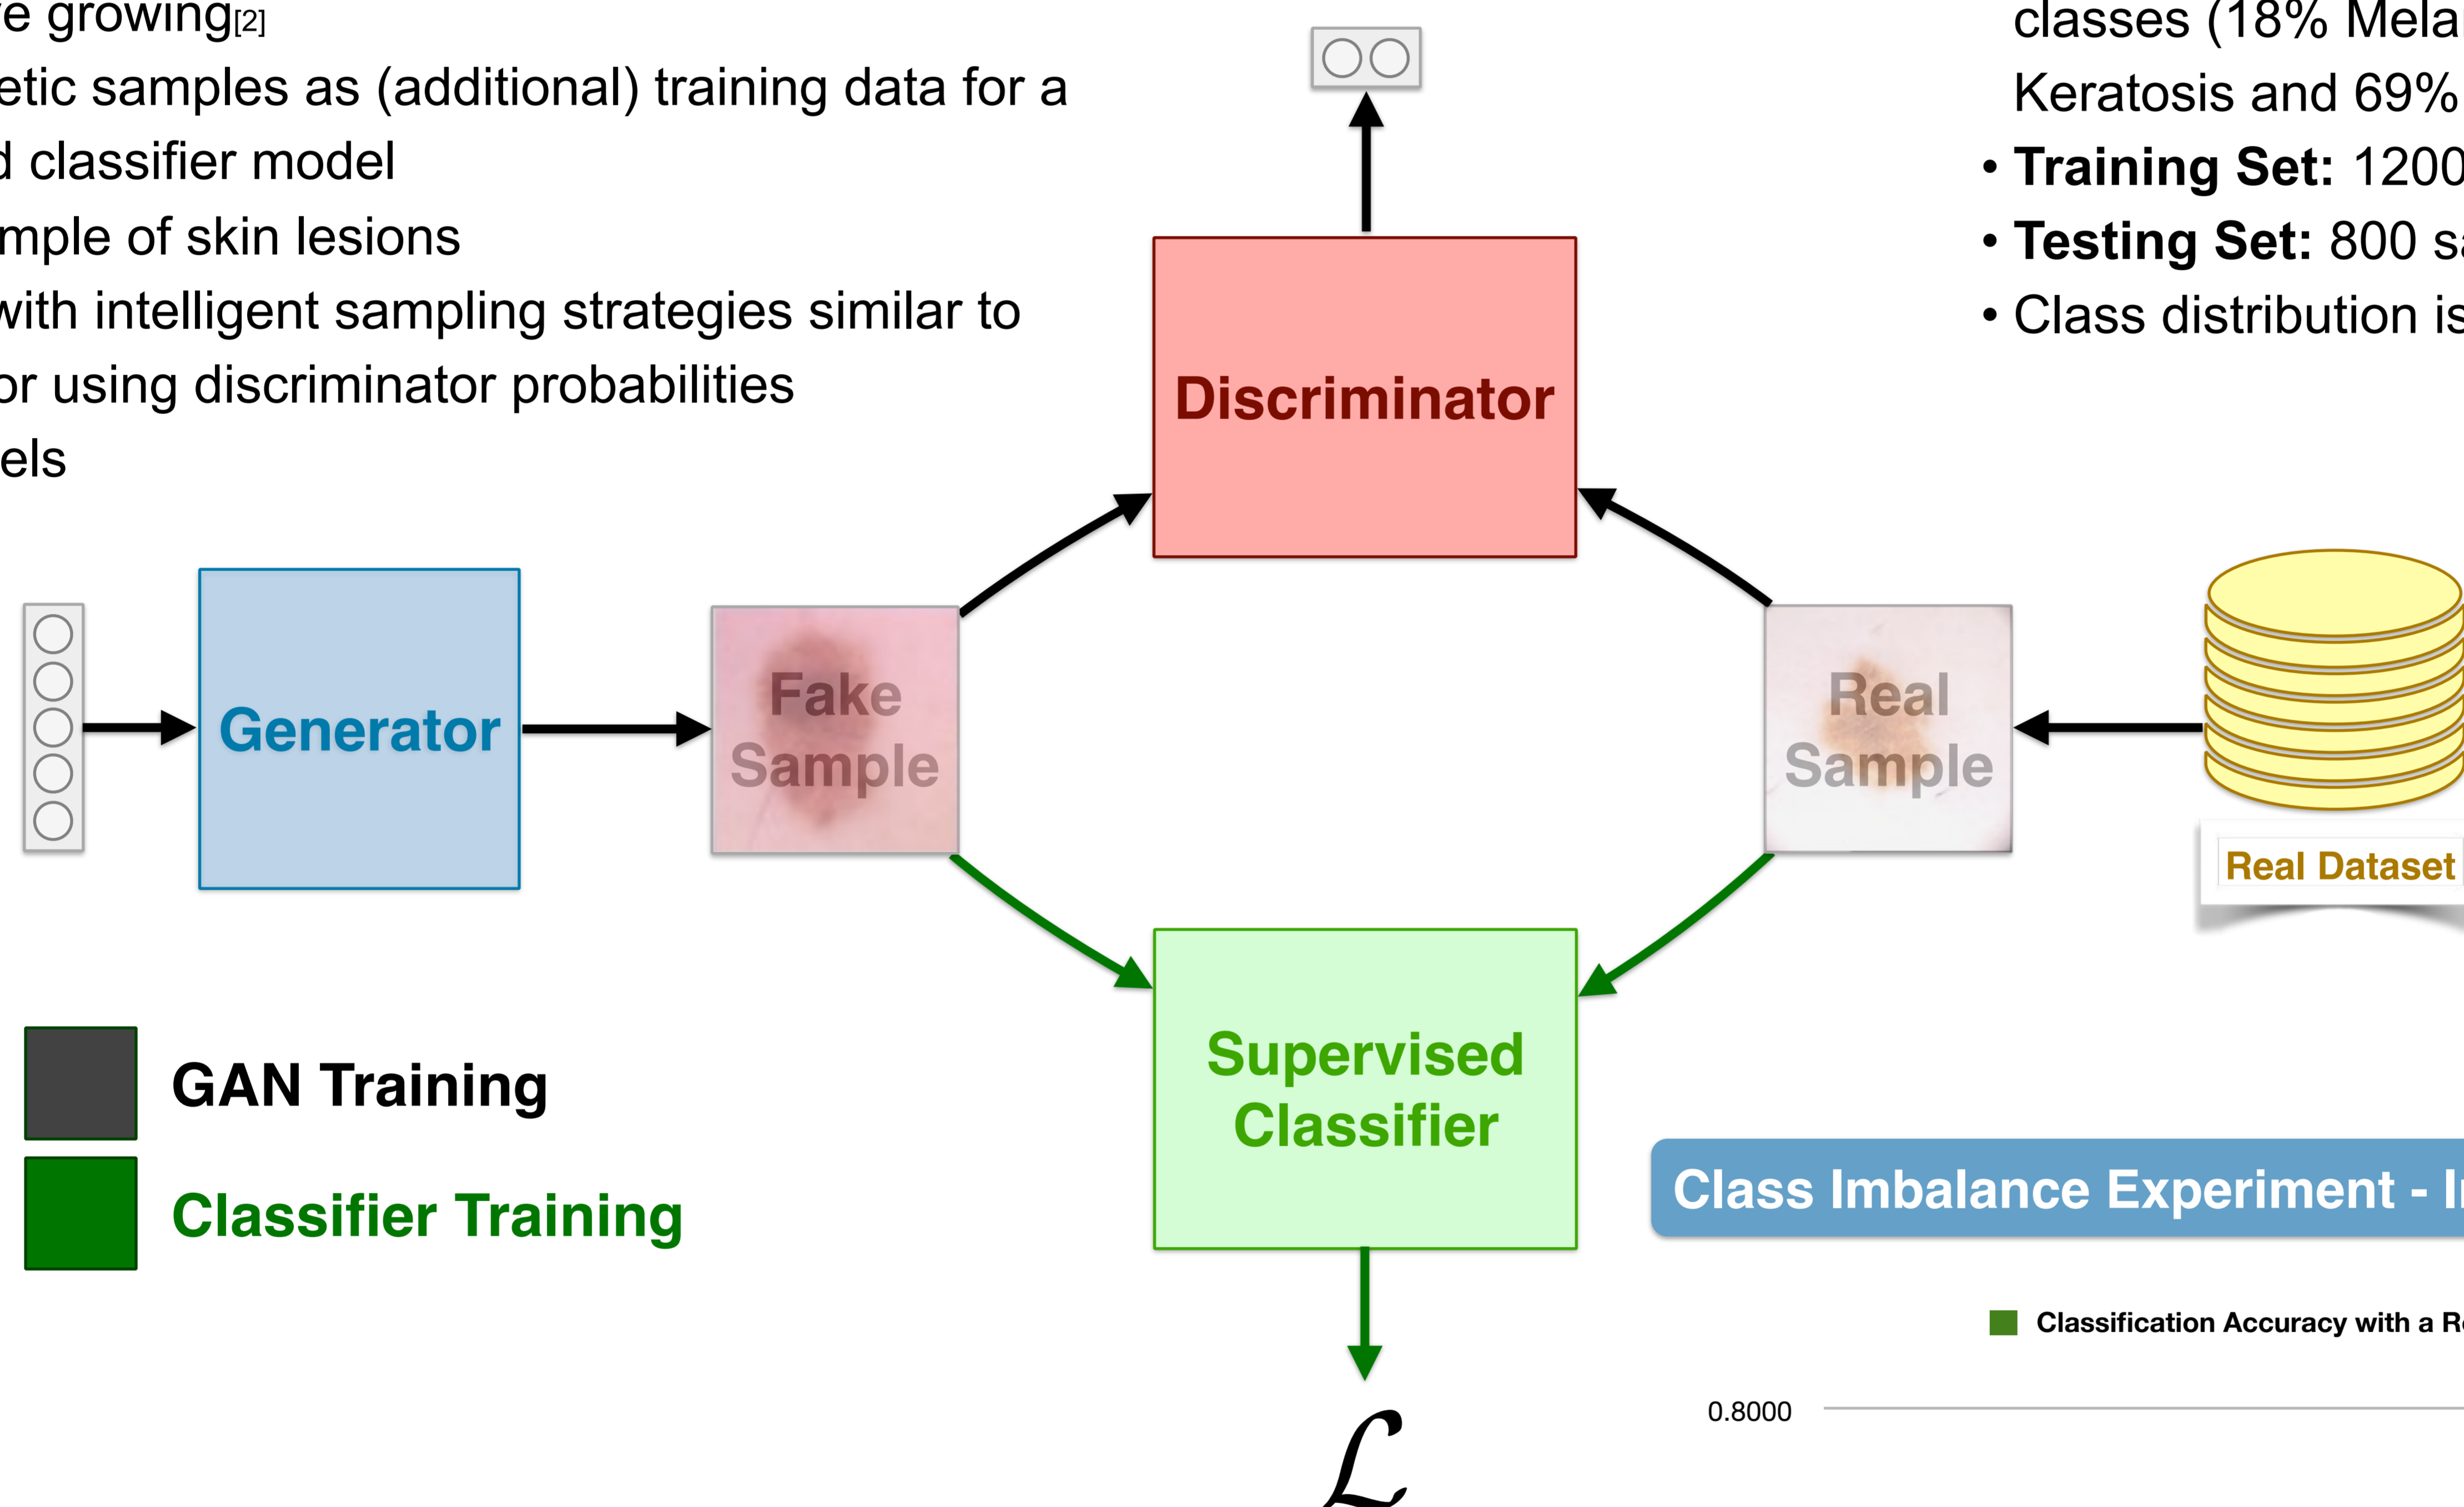 e growing[2]
etic samples as (additional) training data for a
d classifier model
mple of skin lesions
with intelligent sampling strategies similar to
or using discriminator probabilities
els
classes (18% Mela
Keratosis and 69%
• Training Set: 1200
• Testing Set: 800 sa
• Class distribution is
Discriminator
Generator
Fake
Sample
Real
Sample
Real Dataset
Supervised
Classifier
GAN Training
Classifier Training
ℒ
Class Imbalance Experiment - I
Classification Accuracy with a R
0.8000